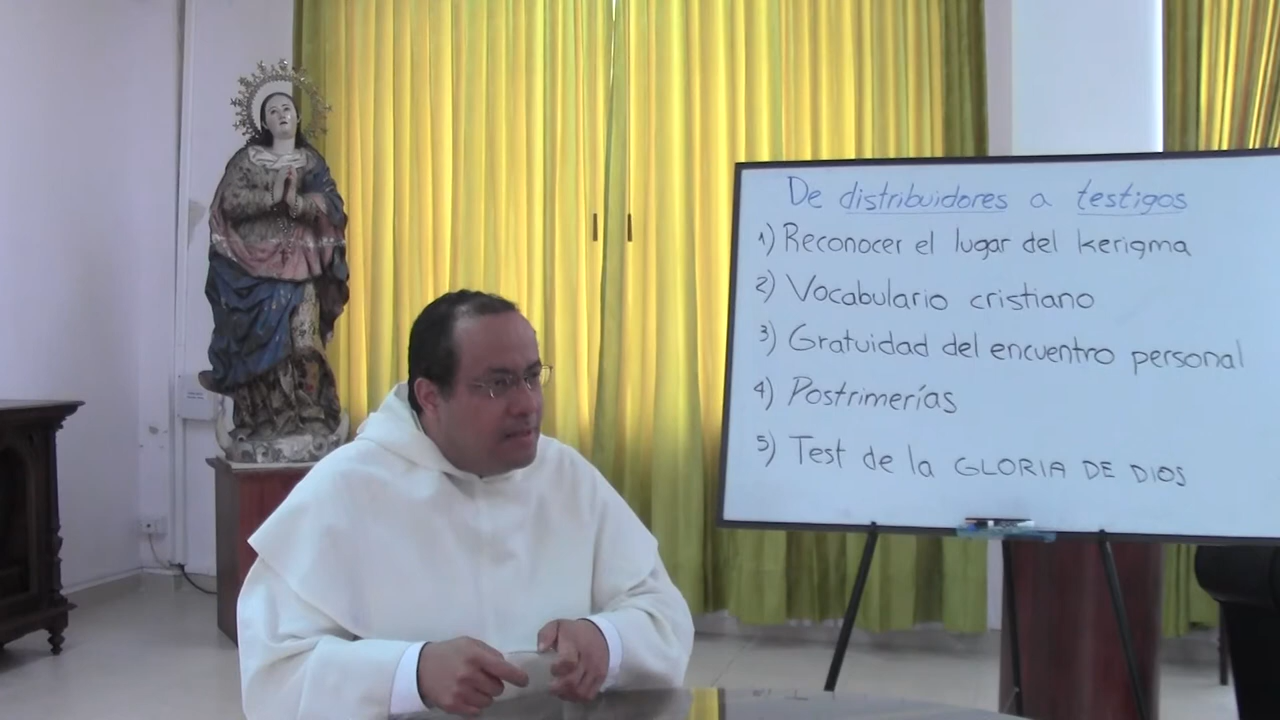 De distribuidores a testigos
1) Reconocer el lugar del kerigma
2) Vocabulario cristiano
3) Gratuidad del encuentro personal
4) Postrimerías
5) Test de la GLORIA DE DIOS